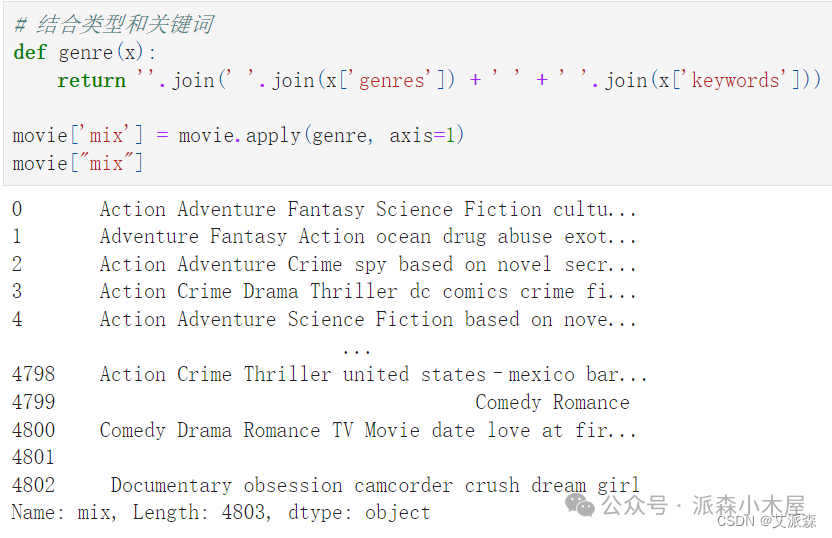 # 结合类型和关键词
def genre(x):
    return ''.join(' '.join(x['genres']) + ' ' + ' '.join(x['keywords']))
movie['mix'] = movie.apply(genre, axis=1)
movie["mix"]
0       Action Adventure Fantasy Science Fiction cultu...
1       Adventure Fantasy Action ocean drug abuse exot...
2       Action Adventure Crime spy based on novel secr...
3       Action Crime Drama Thriller dc comics crime fi...
4       Action Adventure Science Fiction based on nove...
                              ...
4798    Action Crime Thriller united states–mexico bar...
4799                                       Comedy Romance
4800    Comedy Drama Romance TV Movie date love at fir...
4801
4802     Documentary obsession camcorder crush dream girl
Name: mix, Length: 4803, dtype: object
公众号 · 派森小木屋
CSDN @艾派森